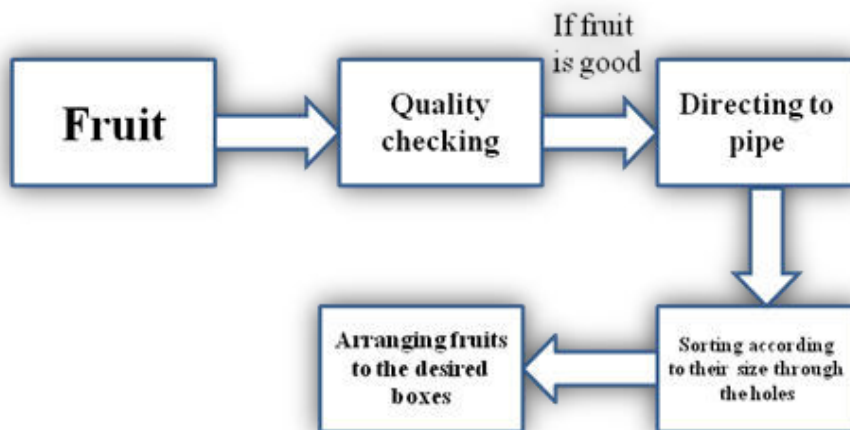 Fruit
Quality
checking
If fruit
is good
Directing to
pipe
Sorting according
to their size through
the holes
Arranging fruits
to the desired
boxes